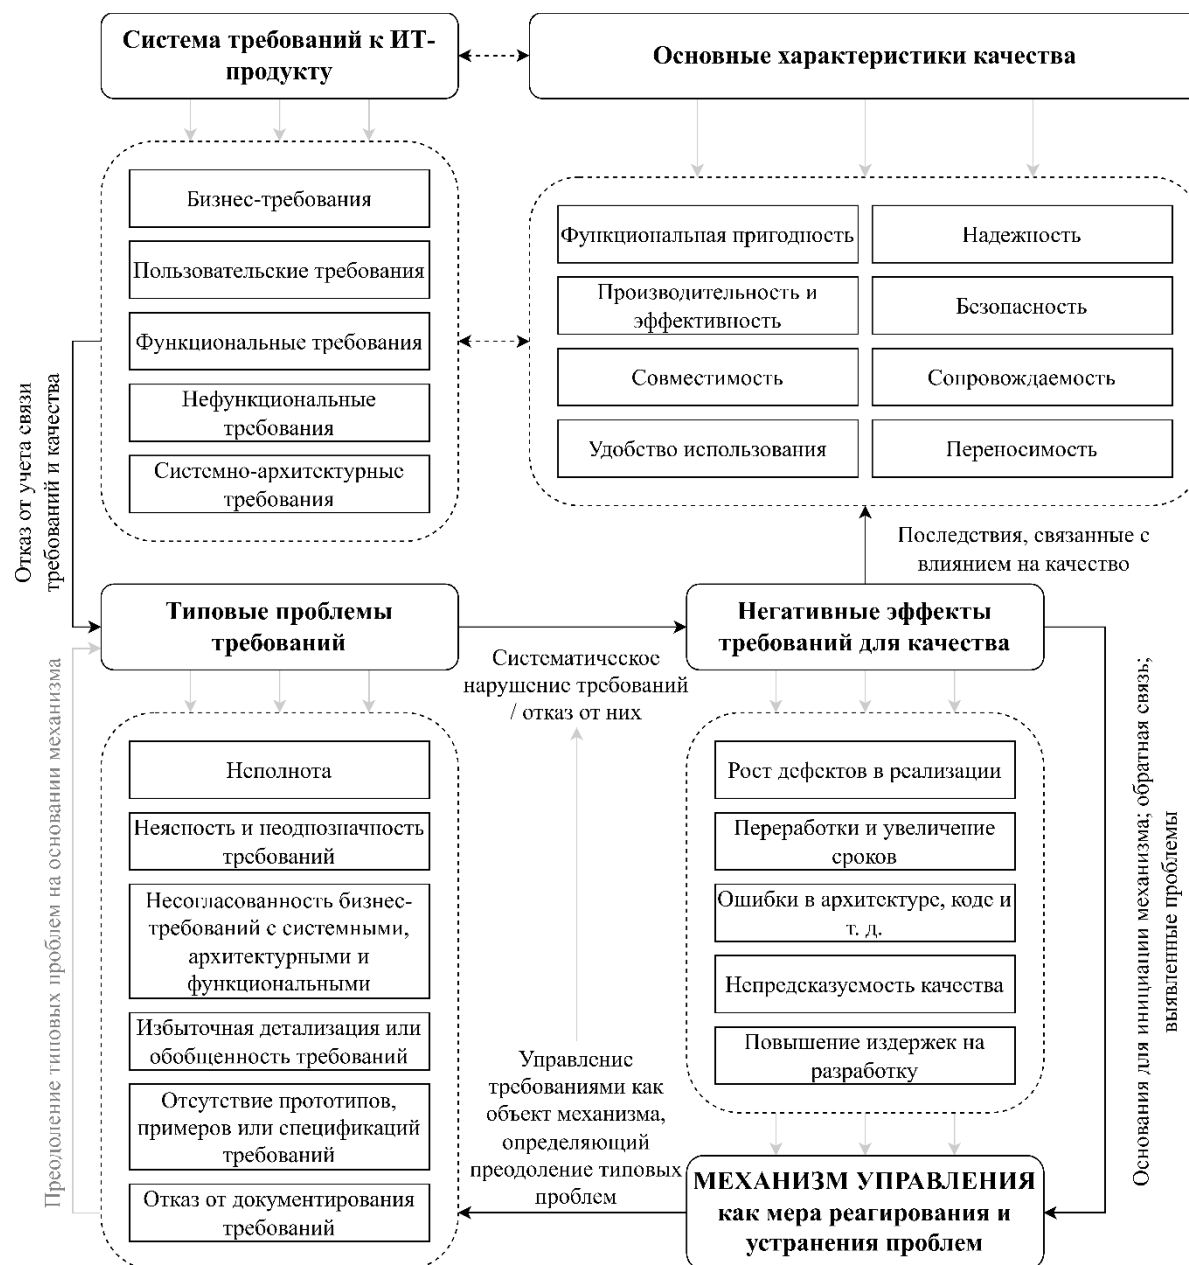 Система требований к ИТ-
продукту
Основные характеристики качества
Бизнес-требования
Пользовательские требования
Функциональные требования
Нефункциональные
требования
Системно-архитектурные
требования
Функциональная пригодность
Надежность
Производительность и
эффективность
Безопасность
Совместимость
Сопровождаемость
Удобство использования
Переносимость
Отказ от учета связи
требований и качества
Последствия, связанные с
влиянием на качество
Типовые проблемы
требований
Негативные эффекты
требований для качества
Систематическое
нарушение требований
/ отказ от них
Преодоление типовых проблем на основании механизма
Неполнота
Неясность и неоднозначность
требований
Несогласованность бизнес-
требований с системными,
архитектурными и
функциональными
Избыточная детализация или
обобщенность требований
Отсутствие прототипов,
примеров или спецификаций
требований
Отказ от документирования
требований
Рост дефектов в реализации
Переработки и увеличение
сроков
Ошибки в архитектуре, коде и
т. д.
Непредсказуемость качества
Повышение издержек на
разработку
Основания для инициации механизма; обратная связь;
выявленные проблемы
Управление
требованиями как
объект механизма,
определяющий
преодоление типовых
проблем
МЕХАНИЗМ УПРАВЛЕНИЯ
как мера реагирования и
устранения проблем